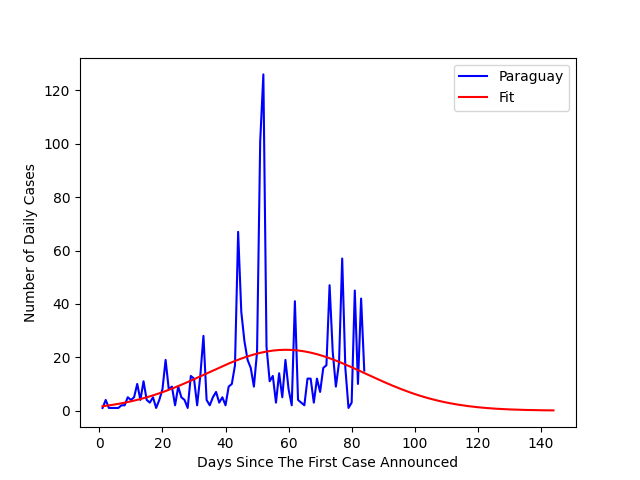 Paraguay
Fit
120
100
80
60
40
20
0
Number of Daily Cases
0 20 40 60 80 100 120 140
Days Since The First Case Announced